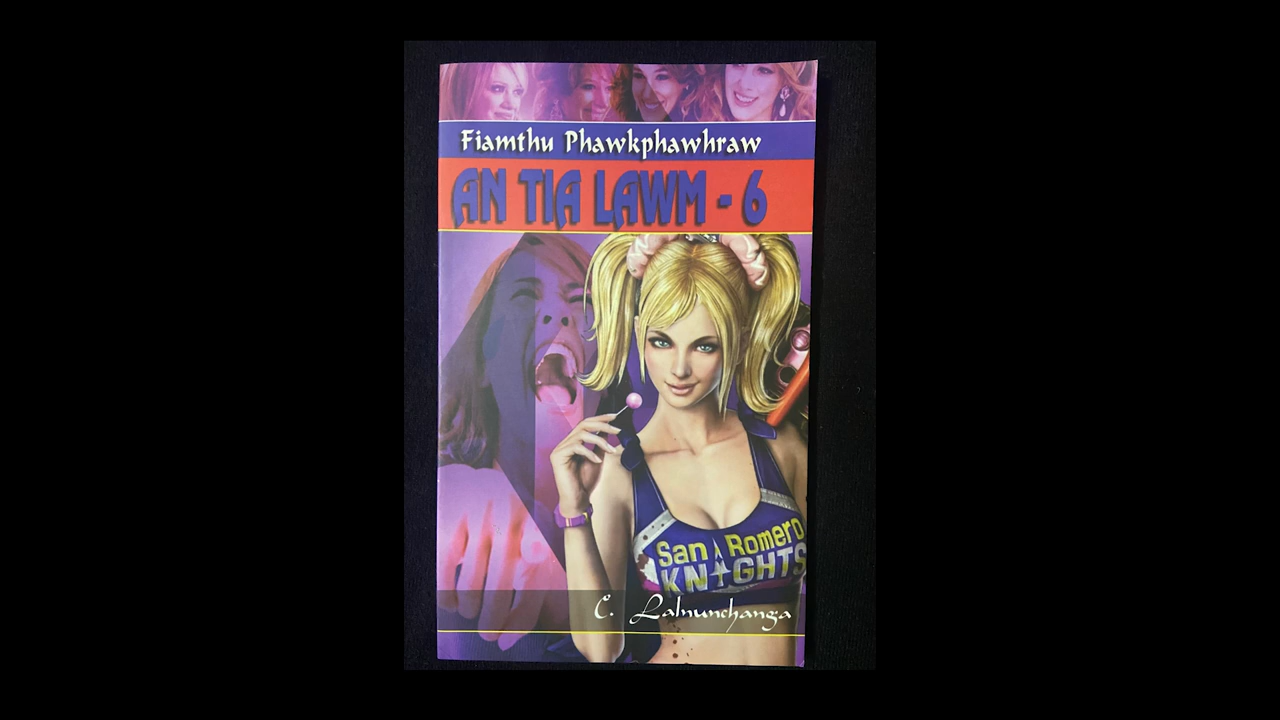 Fiamthu Phawkphawhraw
AN TIA LAWM - 6
San Romero
KNIGHTS
C. Lalnunchanga